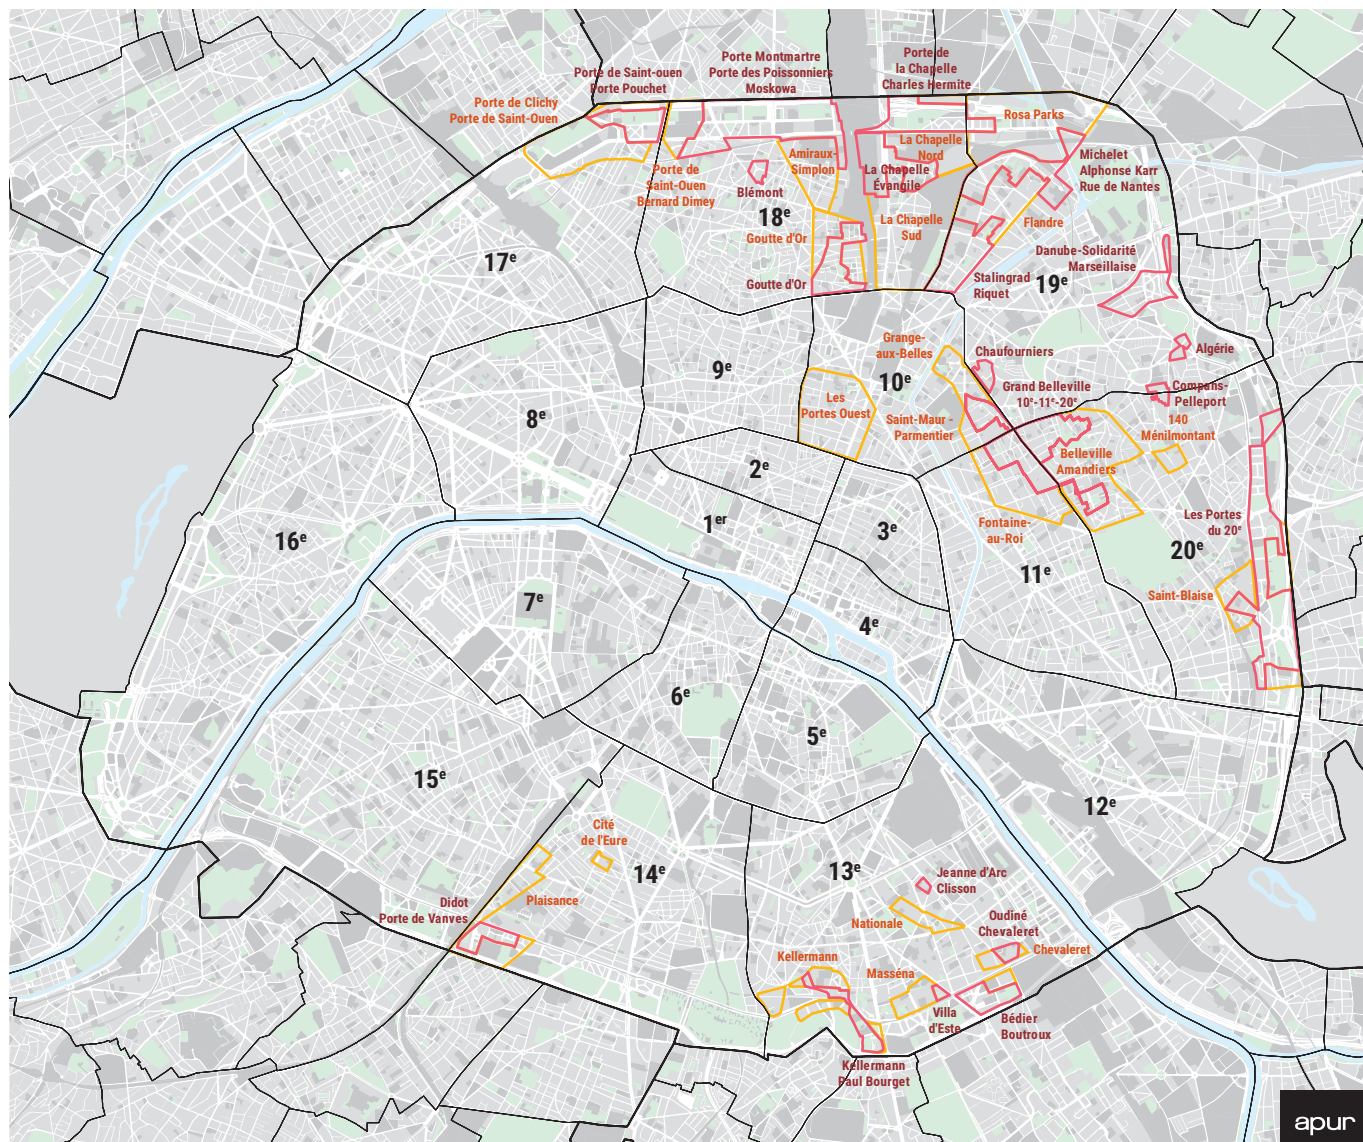 Porte Montmartre
Porte des Poissonniers
Moskowa
Porte de
la Chapelle
Charles Hermite
Porte de Saint-ouen
Porte Pouchet
Porte de Clichy
Porte de Saint-Ouen
Rosa Parks
La Chapelle
Nord
Amiraux-
Simplon
Michelet
Alphonse Karr
Rue de Nantes
Porte de
Saint-Ouen
Bernard Dimey
Blémont
La Chapelle
Évangile
18e
La Chapelle
Sud
Flandre
Goutte d'Or
Danube-Solidarité
Marseillaise
17e
Goutte d'Or
Stalingrad
Riquet
19e
Grange-
aux-Belles
Chaufourniers
Algérie
9e
10e
Grand Belleville
10e-11e-20e
Compans-
Pelleport
Les
Portes Ouest
8e
Saint-Maur -
Parmentier
140
Ménilmontant
Belleville
Amandiers
2e
1er
3e
Fontaine-
au-Roi
Les Portes
du 20e
16e
20e
11e
Saint-Blaise
7e
4e
6e
5e
15e
12e
Cité
de l'Eure
14e
13e
Jeanne d'Arc
Clisson
Didot
Porte de Vanves
Plaisance
Nationale
Oudiné
Chevaleret
Chevaleret
Kellermann
Masséna
Villa
d'Este
Bédier
Boutroux
Kellermann
Paul Bourget
apur